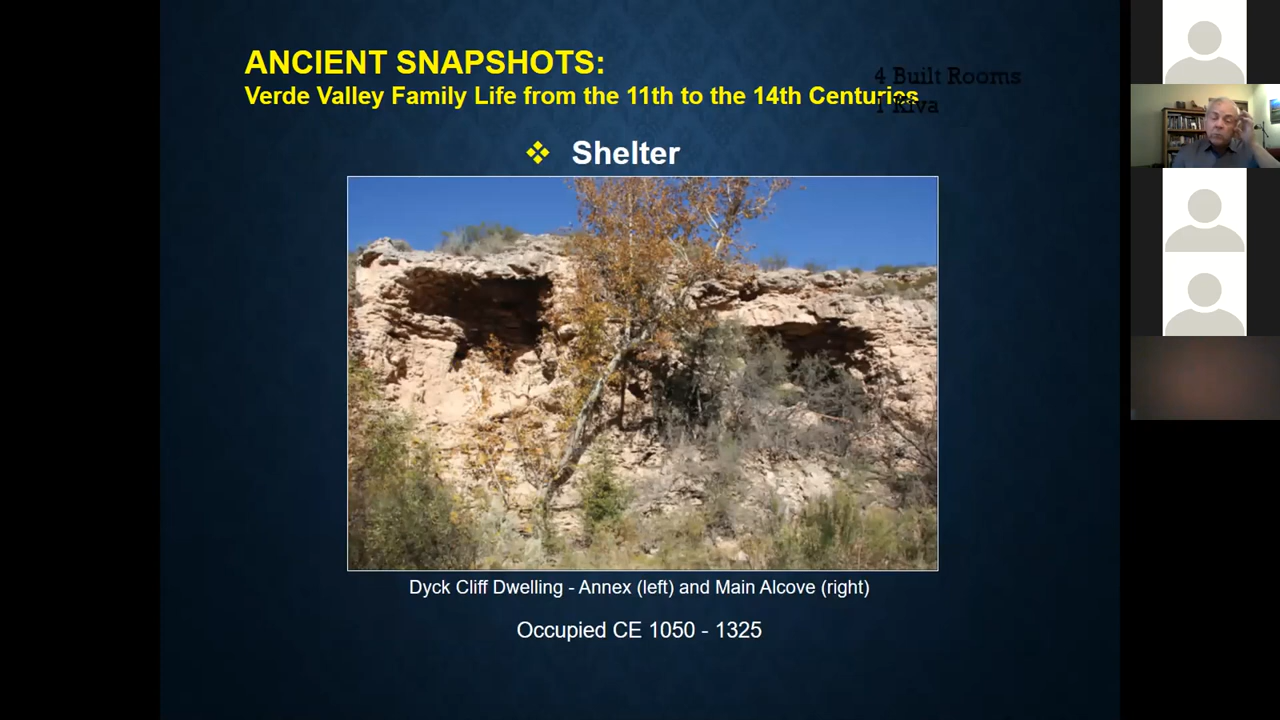 ANCIENT SNAPSHOTS:
Verde Valley Family Life from the 11th to the 14th Centuries
4 Built Rooms
1 Kiva
❖ Shelter
Dyck Cliff Dwelling - Annex (left) and Main Alcove (right)
Occupied CE 1050 - 1325